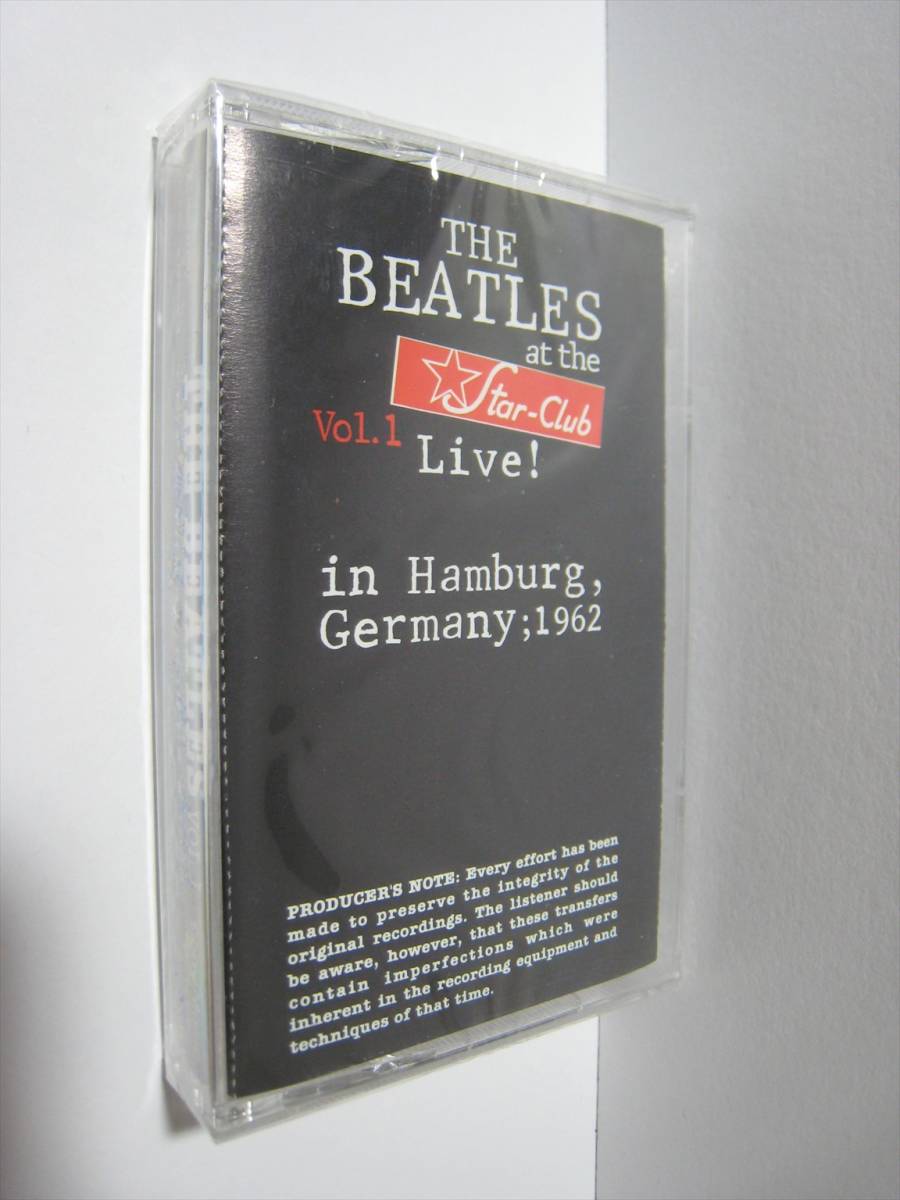 THE
BEATLES
at the
Star-Club
Vol.1
Live!
in Hamburg,
Germany;1962
PRODUCER'S NOTE: Every effort has been
made to preserve the integrity of the
original recordings. The listener should
be aware, however, that these transfers
contain imperfections which were
inherent in the recording equipment and
techniques of that time.